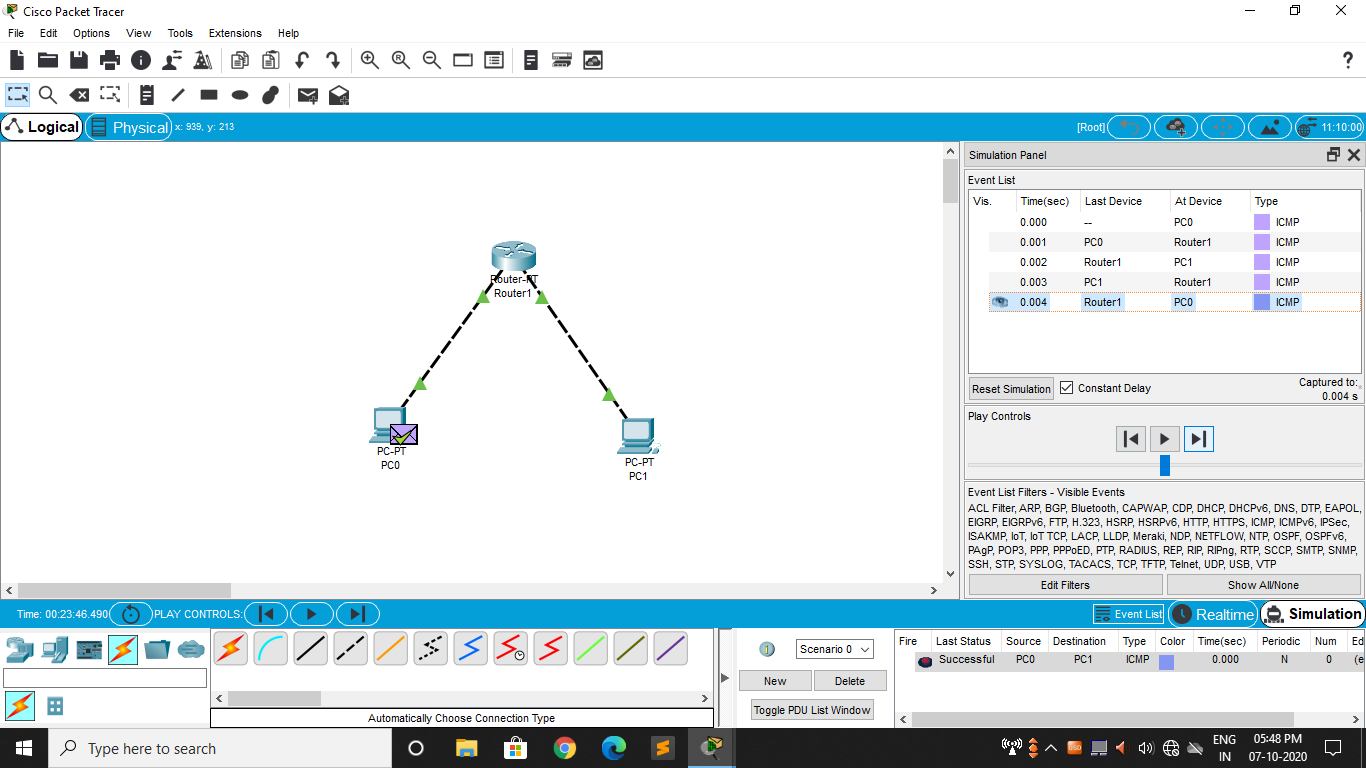 Cisco Packet Tracer
File Edit Options View Tools Extensions Help
?
Logical Physical x: 939, y: 213 [Root] 11:10:00
Router-PT
Router1
PC-PT
PC0
PC-PT
PC1
Simulation Panel
Event List
Vis. Time(sec) Last Device At Device Type
0.000 -- PC0 ICMP
0.001 PC0 Router1 ICMP
0.002 Router1 PC1 ICMP
0.003 PC1 Router1 ICMP
0.004 Router1 PC0 ICMP
Reset Simulation Constant Delay Captured to:
0.004 s
Play Controls
Event List Filters - Visible Events
ACL Filter, ARP, BGP, Bluetooth, CAPWAP, CDP, DHCP, DHCPv6, DNS, DTP, EAPOL,
EIGRP, EIGRPv6, FTP, H.323, HSRP, HSRPv6, HTTP, HTTPS, ICMP, ICMPv6, IPSec,
ISAKMP, IoT, IoT TCP, LACP, LLDP, Meraki, NDP, NETFLOW, NTP, OSPF, OSPFv6,
PAgP, POP3, PPP, PPPoED, PTP, RADIUS, REP, RIP, RIPng, RTP, SCCP, SMTP, SNMP,
SSH, STP, SYSLOG, TACACS, TCP, TFTP, Telnet, UDP, USB, VTP
Edit Filters Show All/None
Time: 00:23:46.490 PLAY CONTROLS: Event List Realtime Simulation
Automatically Choose Connection Type
Scenario 0
New Delete
Toggle PDU List Window
Fire Last Status Source Destination Type Color Time(sec) Periodic Num Ed
Successful PC0 PC1 ICMP 0.000 N 0 (e
Type here to search
ENG
IN
05:48 PM
07-10-2020